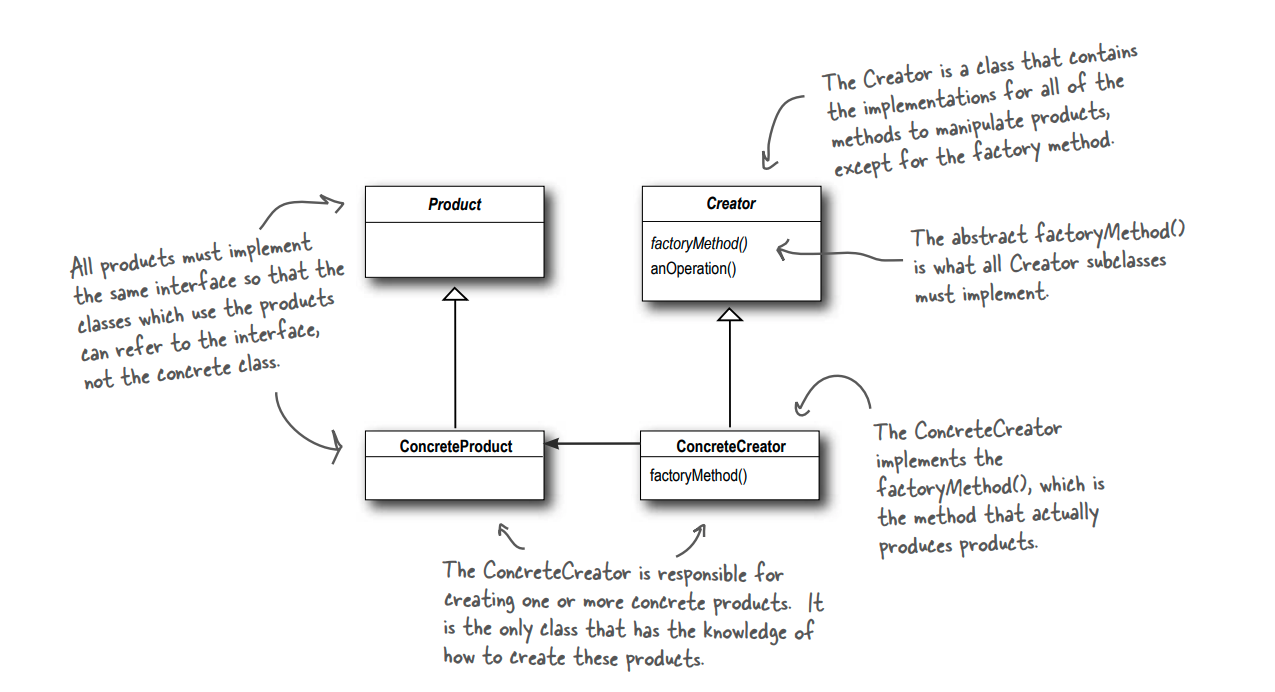 The Creator is a class that contains
the implementations for all of the
methods to manipulate products,
except for the factory method.
Product
Creator
factoryMethod()
anOperation()
The abstract factoryMethod()
is what all Creator subclasses
must implement.
All products must implement
the same interface so that the
classes which use the products
can refer to the interface,
not the concrete class.
ConcreteProduct
ConcreteCreator
factoryMethod()
The ConcreteCreator
implements the
factoryMethod(), which is
the method that actually
produces products.
The ConcreteCreator is responsible for
creating one or more concrete products. It
is the only class that has the knowledge of
how to create these products.